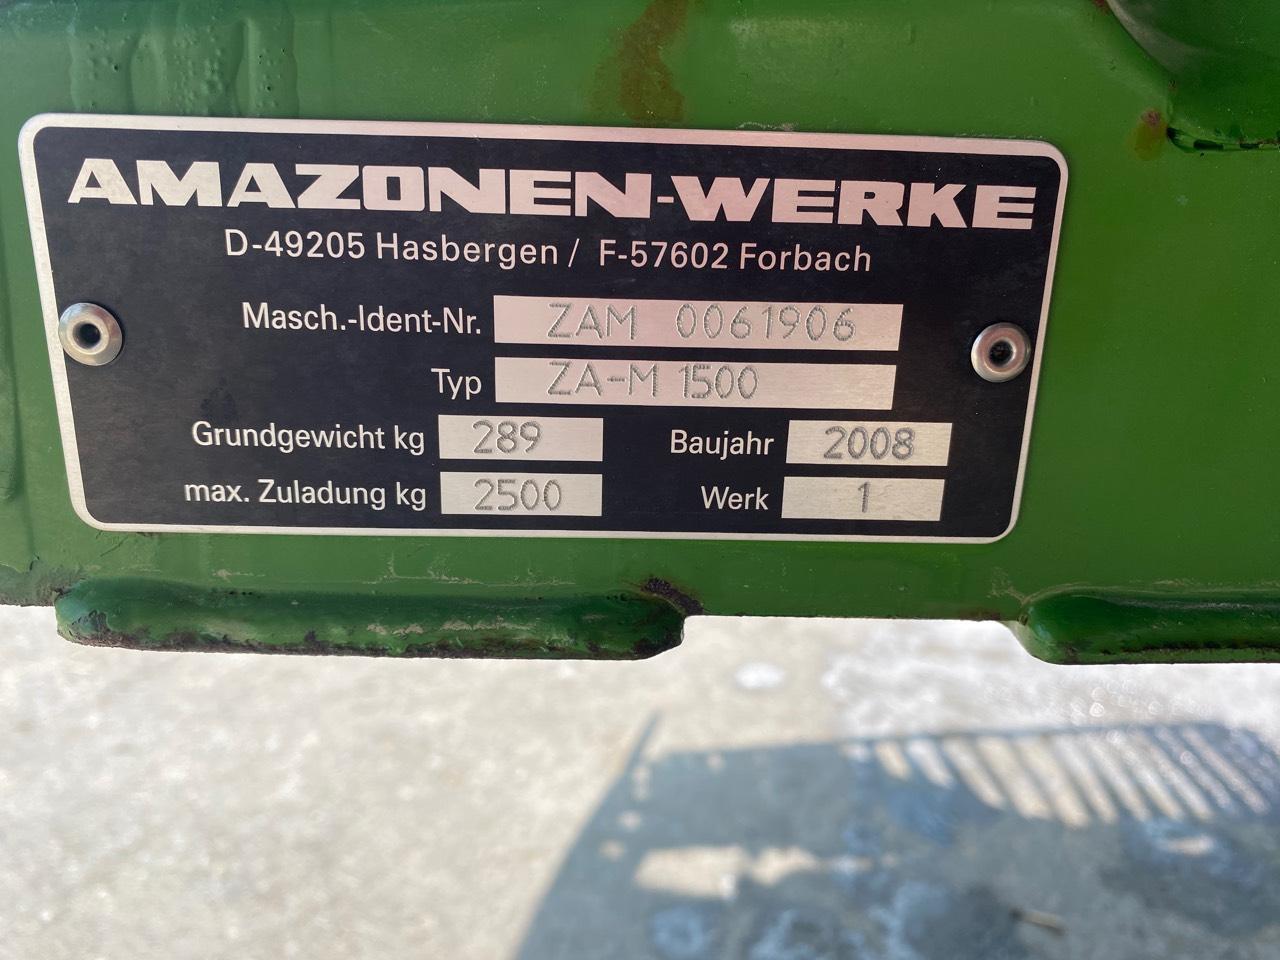 AMAZONEN-WERKE
D-49205 Hasbergen / F-57602 Forbach
Masch.-Ident-Nr. ZAM 0061906
Typ ZA-M 1500
Grundgewicht kg 289 Baujahr 2008
max. Zuladung kg 2500 Werk 1